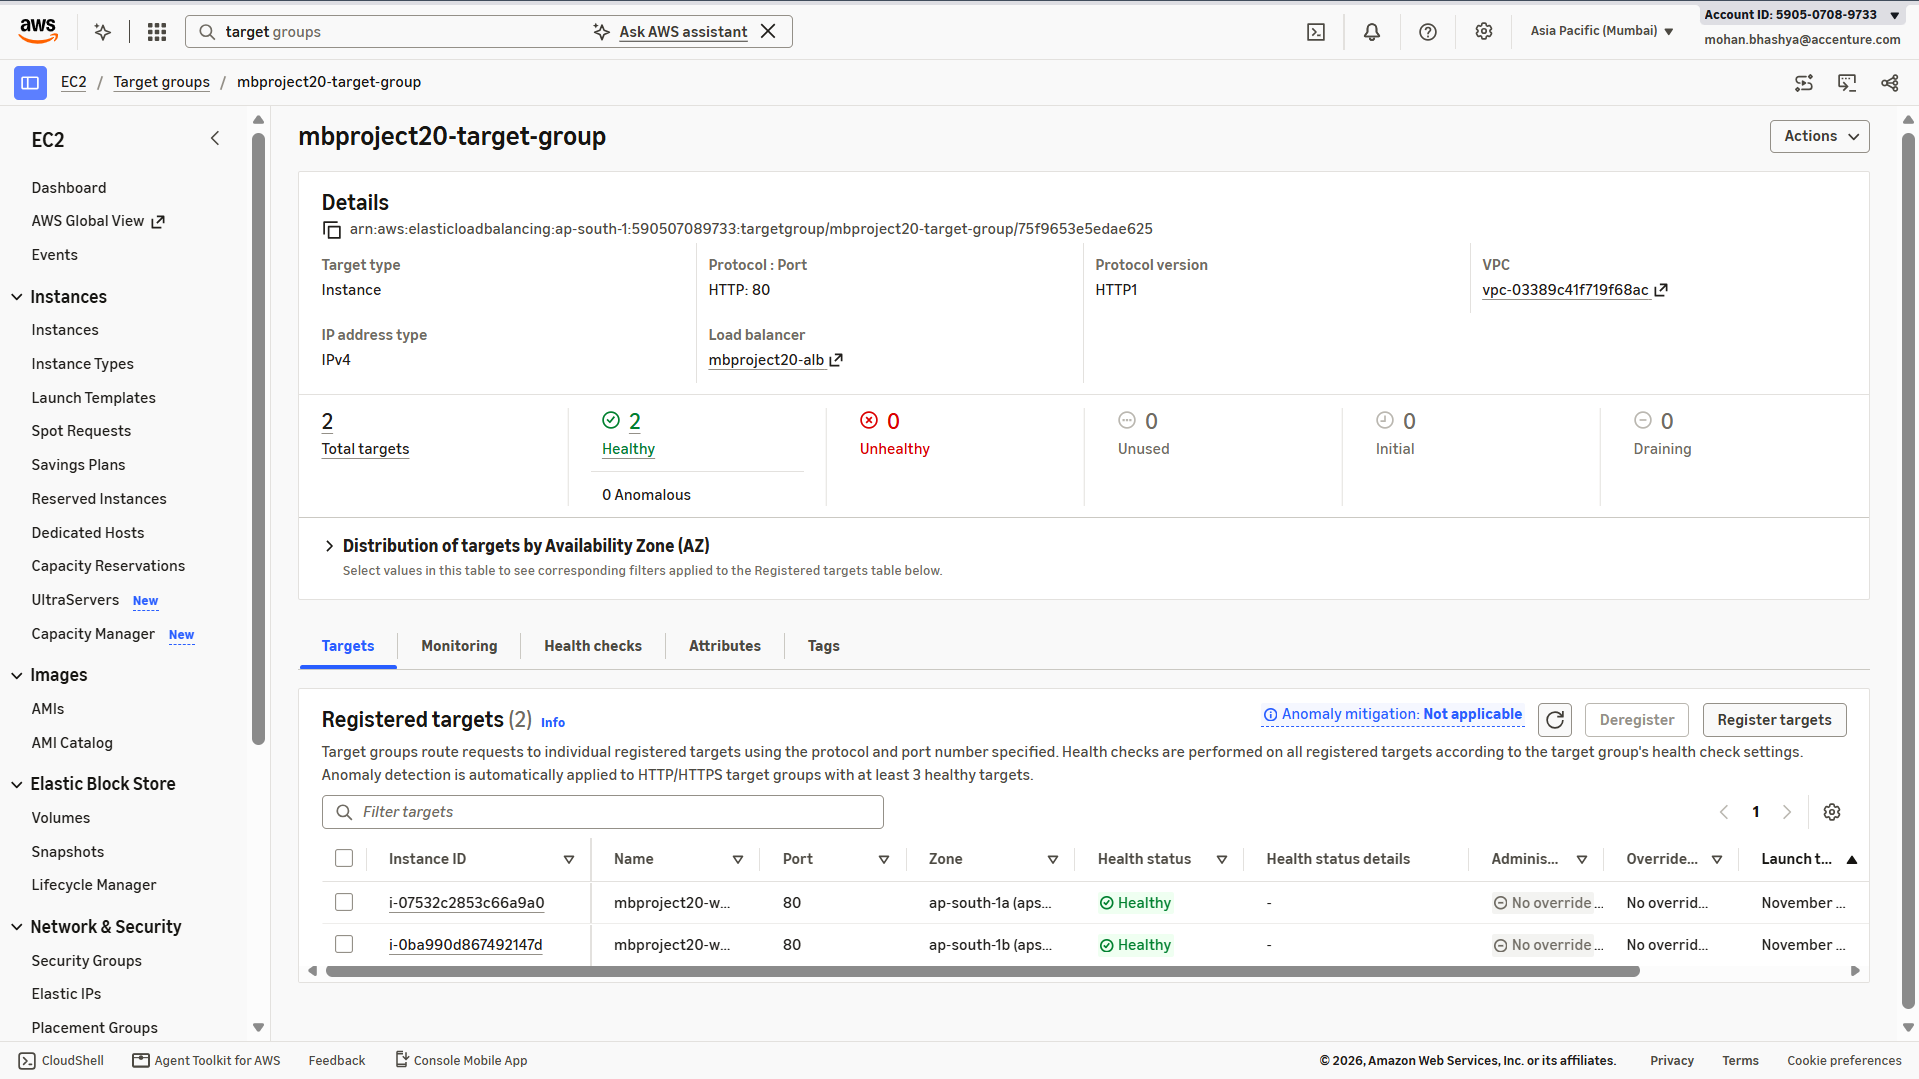 aws
target groups
Ask AWS assistant
Asia Pacific (Mumbai)
Account ID: 5905-0708-9733
mohan.bhashya@accenture.com
EC2 / Target groups / mbproject20-target-group
EC2
Dashboard
AWS Global View
Events
Instances
Instances
Instance Types
Launch Templates
Spot Requests
Savings Plans
Reserved Instances
Dedicated Hosts
Capacity Reservations
UltraServers New
Capacity Manager New
Images
AMIs
AMI Catalog
Elastic Block Store
Volumes
Snapshots
Lifecycle Manager
Network & Security
Security Groups
Elastic IPs
Placement Groups
mbproject20-target-group
Actions
Details
arn:aws:elasticloadbalancing:ap-south-1:590507089733:targetgroup/mbproject20-target-group/75f9653e5edae625
Target type
Instance
Protocol : Port
HTTP: 80
Protocol version
HTTP1
VPC
vpc-03389c41f719f68ac
IP address type
IPv4
Load balancer
mbproject20-alb
2
Total targets
2
Healthy
0 Anomalous
0
Unhealthy
0
Unused
0
Initial
0
Draining
Distribution of targets by Availability Zone (AZ)
Select values in this table to see corresponding filters applied to the Registered targets table below.
Targets Monitoring Health checks Attributes Tags
Registered targets (2) Info
Anomaly mitigation: Not applicable
Deregister
Register targets
Target groups route requests to individual registered targets using the protocol and port number specified. Health checks are performed on all registered targets according to the target group's health check settings.
Anomaly detection is automatically applied to HTTP/HTTPS target groups with at least 3 healthy targets.
Filter targets
1
Instance ID Name Port Zone Health status Health status details Adminis... Override... Launch t...
i-07532c2853c66a9a0 mbproject20-w... 80 ap-south-1a (aps... Healthy - No override ... No overrid... November ...
i-0ba990d867492147d mbproject20-w... 80 ap-south-1b (aps... Healthy - No override ... No overrid... November ...
CloudShell Agent Toolkit for AWS Feedback Console Mobile App
© 2026, Amazon Web Services, Inc. or its affiliates. Privacy Terms Cookie preferences